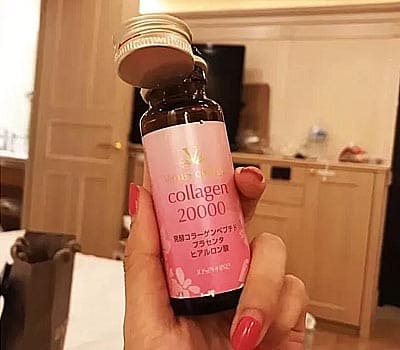 collagen
20000
発酵コラーゲンペプチド
プラセンタ
ヒアルロン酸